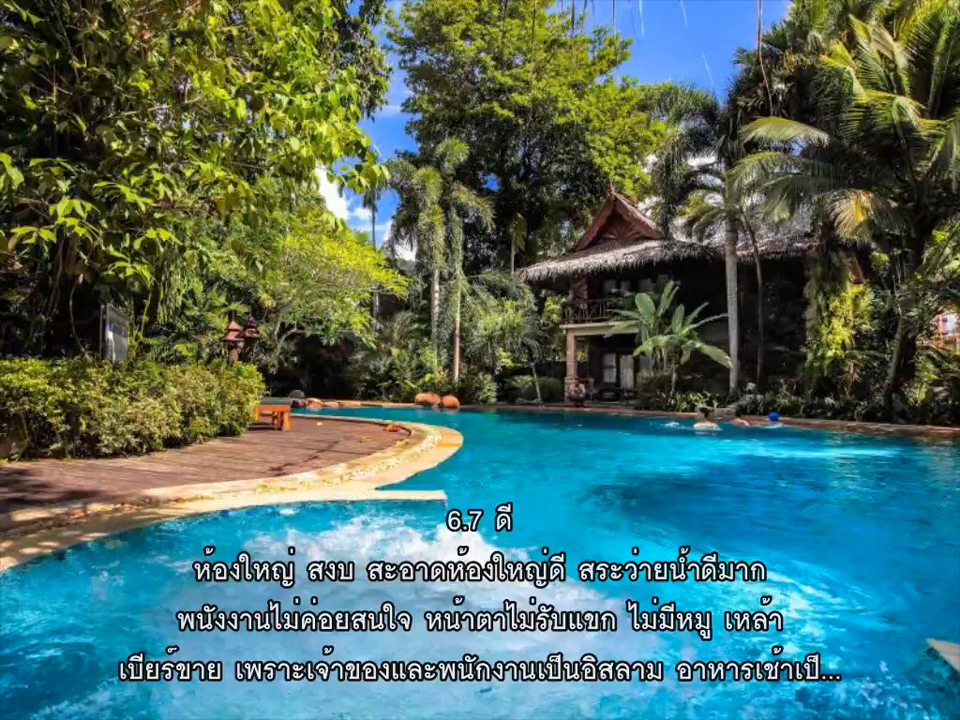 6.7 ดี
ห้องใหญ่ สงบ สะอาดห้องใหญ่ดี สระว่ายน้ำดีมาก
พนังงานไม่ค่อยสนใจ หน้าตาไม่รับแขก ไม่มีหมู เหล้า
เบียร์ขาย เพราะเจ้าของและพนักงานเป็นอิสลาม อาหารเช้าเป็...